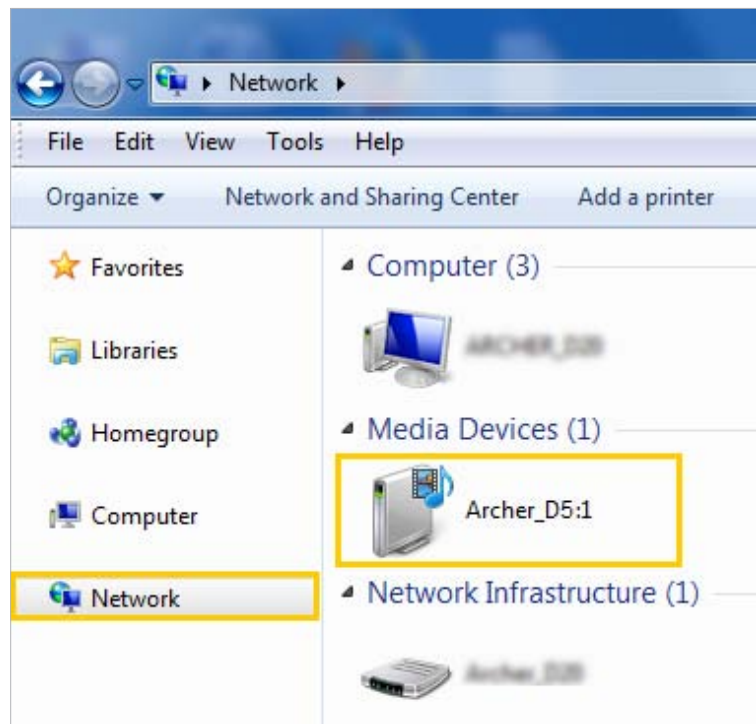 Network
File Edit View Tools Help
Organize Network and Sharing Center Add a printer
Favorites
Libraries
Homegroup
Computer
Network
Computer (3)
Media Devices (1)
Archer_D5:1
Network Infrastructure (1)